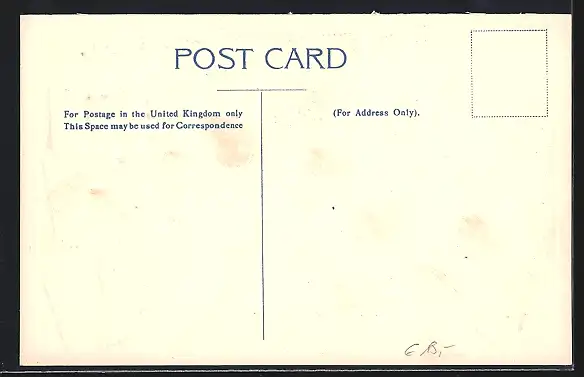 POST CARD
For Postage in the United Kingdom only
This Space may be used for Correspondence
(For Address Only).